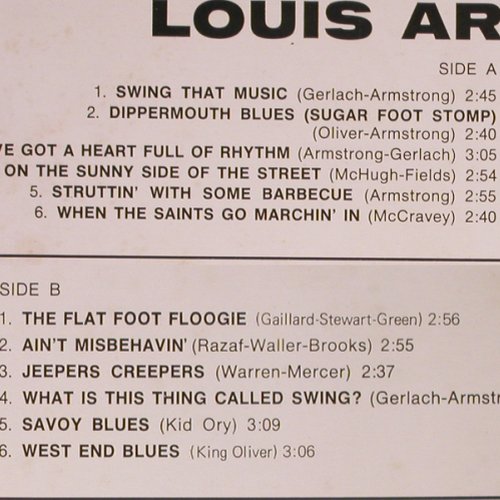 LOUIS AR
SIDE A
1. SWING THAT MUSIC (Gerlach-Armstrong) 2:45
2. DIPPERMOUTH BLUES (SUGAR FOOT STOMP)
(Oliver-Armstrong) 2:40
VE GOT A HEART FULL OF RHYTHM (Armstrong-Gerlach) 3:05
ON THE SUNNY SIDE OF THE STREET (McHugh-Fields) 2:54
5. STRUTTIN' WITH SOME BARBECUE (Armstrong) 2:55
6. WHEN THE SAINTS GO MARCHIN' IN (McCravey) 2:40
SIDE B
1. THE FLAT FOOT FLOOGIE (Gaillard-Stewart-Green) 2:56
2. AIN'T MISBEHAVIN' (Razaf-Waller-Brooks) 2:55
3. JEEPERS CREEPERS (Warren-Mercer) 2:37
4. WHAT IS THIS THING CALLED SWING? (Gerlach-Armstr
5. SAVOY BLUES (Kid Ory) 3:09
6. WEST END BLUES (King Oliver) 3:06